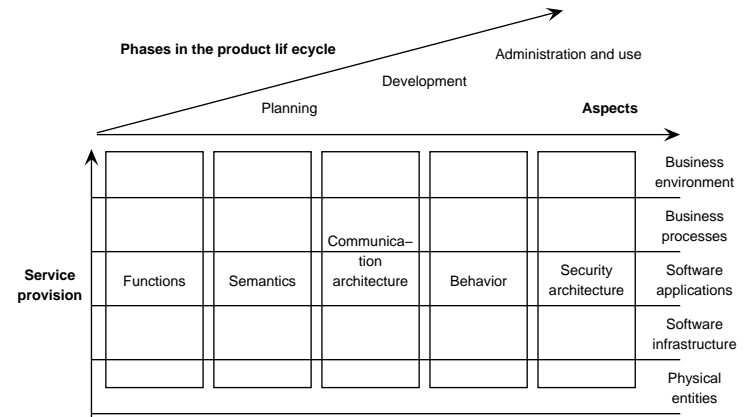 Phases in the product lif ecycle
Administration and use
Development
Planning
Aspects
Business
environment
Business
processes
Communica–
tion
architecture
Service
provision
Functions
Semantics
Behavior
Security
architecture
Software
applications
Software
infrastructure
Physical
entities